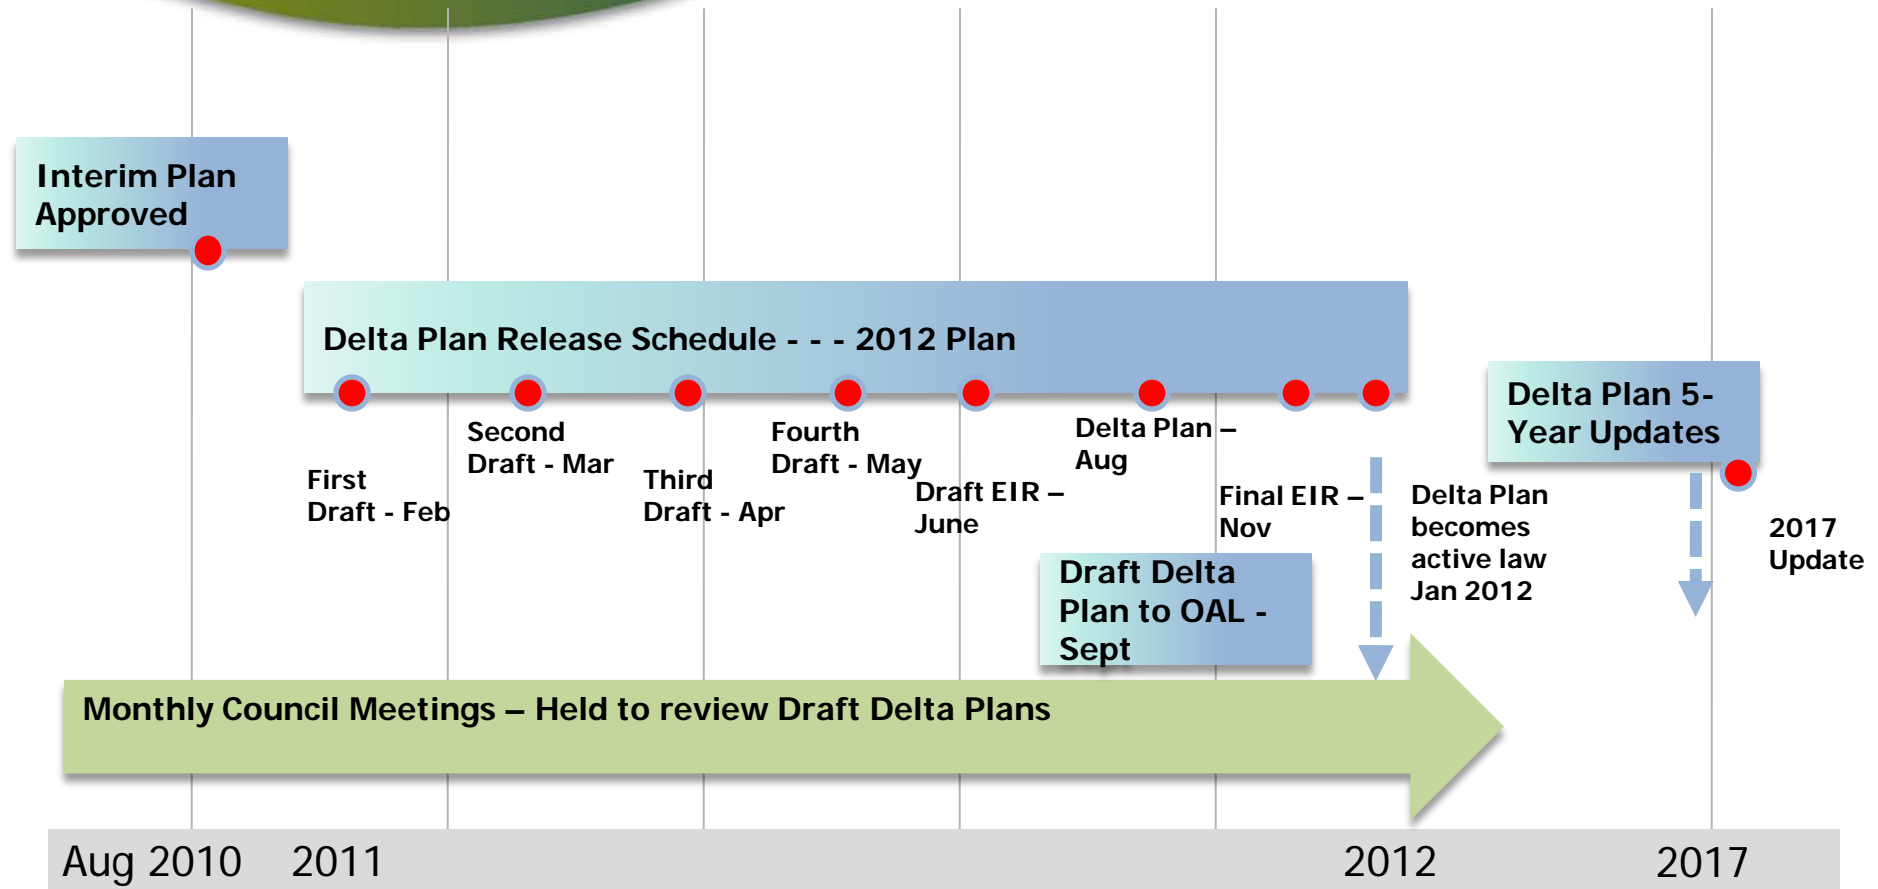 Interim Plan
Approved
Delta Plan Release Schedule - - - 2012 Plan
First
Draft - Feb
Second
Draft - Mar
Third
Draft - Apr
Fourth
Draft - May
Draft EIR –
June
Delta Plan –
Aug
Final EIR –
Nov
Delta Plan
becomes
active law
Jan 2012
Delta Plan 5-
Year Updates
2017
Update
Draft Delta
Plan to OAL -
Sept
Monthly Council Meetings – Held to review Draft Delta Plans
Aug 2010 2011 2012 2017